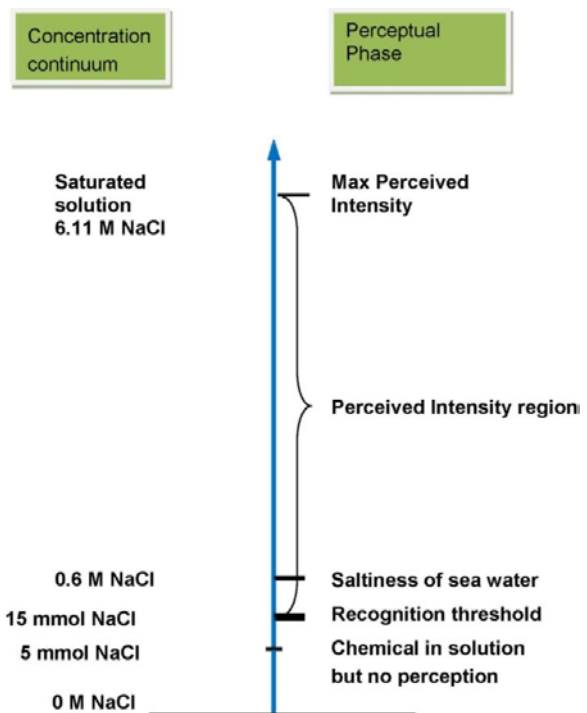 Concentration
continuum
Perceptual
Phase
Saturated
solution
6.11 M NaCl
Max Perceived
Intensity
Perceived Intensity region
0.6 M NaCl
Saltiness of sea water
15 mmol NaCl
Recognition threshold
5 mmol NaCl
Chemical in solution
but no perception
0 M NaCl